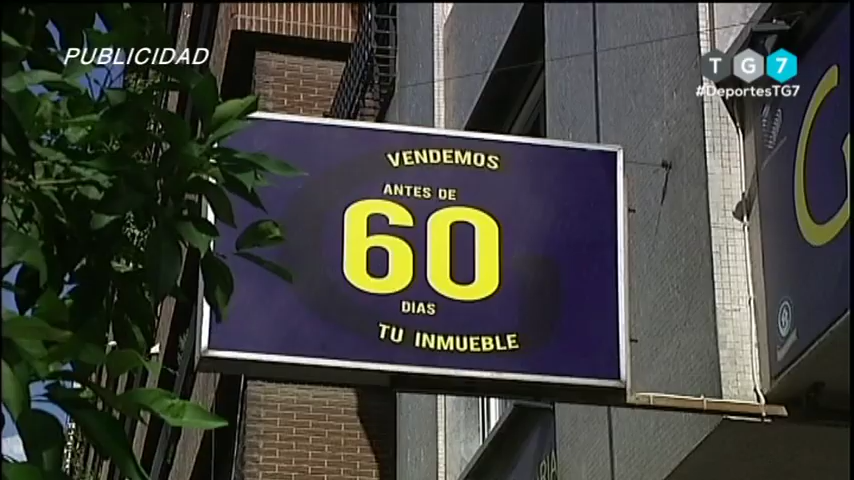 PUBLICIDAD
TG7
#DeportesTG7
VENDEMOS
ANTES DE
60
DIAS
TU INMUEBLE
G